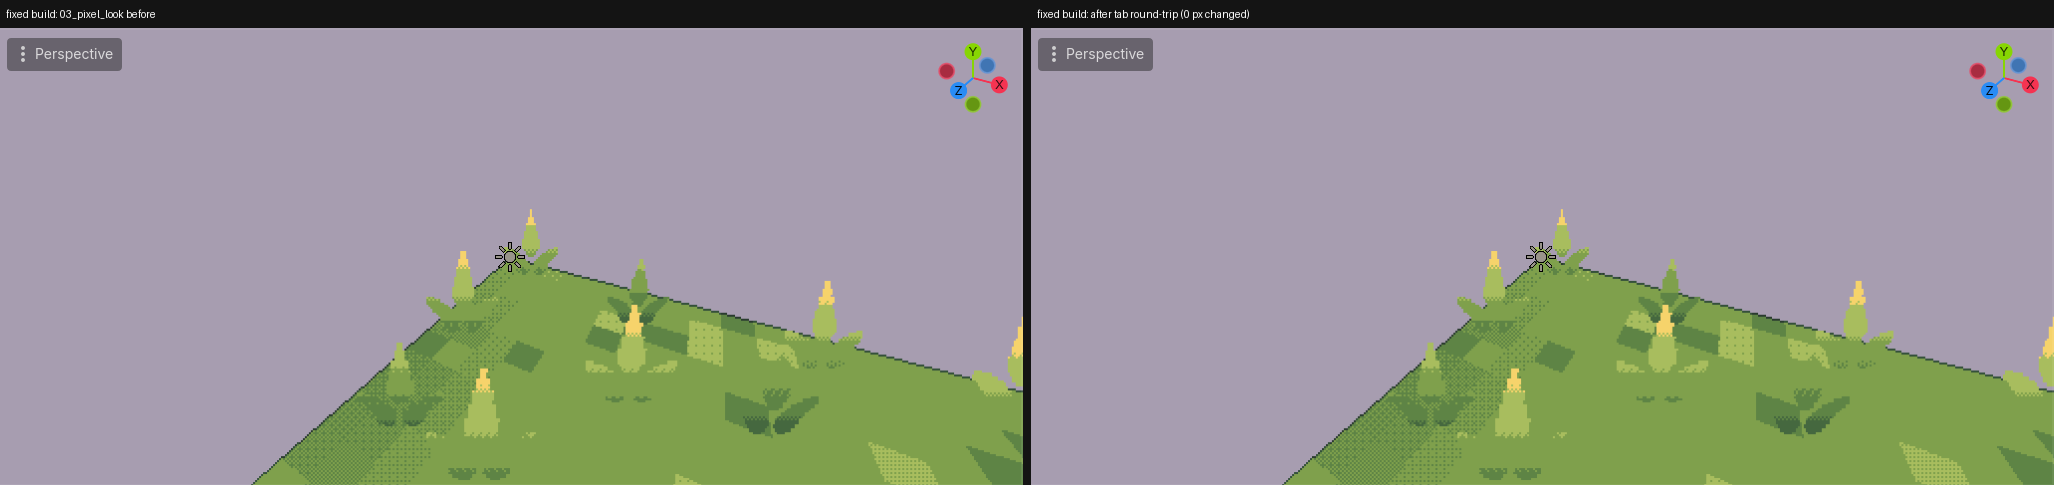 fixed build: 03_pixel_look before
fixed build: after tab round-trip (0 px changed)
Perspective
Y
X
Z
Perspective
Y
X
Z